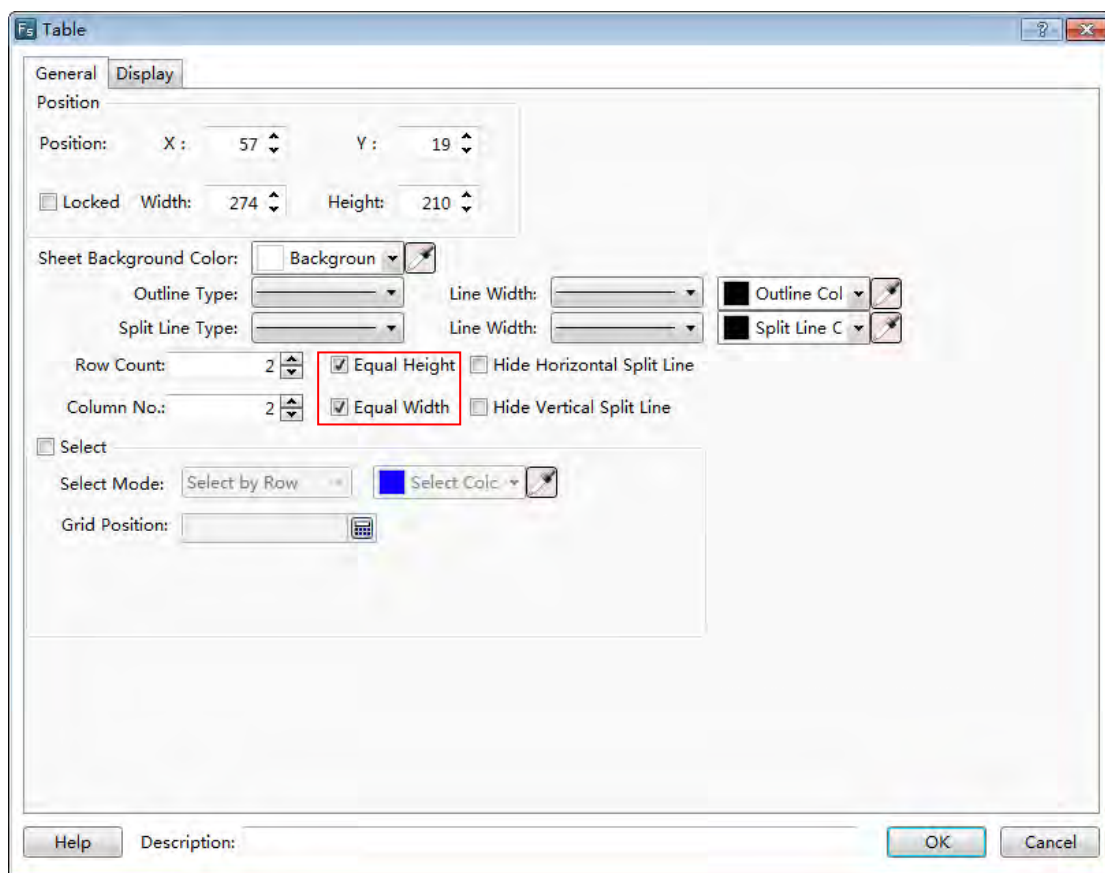 Fs Table ?
General Display
Position
Position: X : 57 Y : 19
Locked Width: 274 Height: 210
Sheet Background Color: Backgroun
Outline Type: Line Width: Outline Col
Split Line Type: Line Width: Split Line C
Row Count: 2 Equal Height Hide Horizontal Split Line
Column No.: 2 Equal Width Hide Vertical Split Line
Select
Select Mode: Select by Row Select Colc
Grid Position:
Help Description: OK Cancel